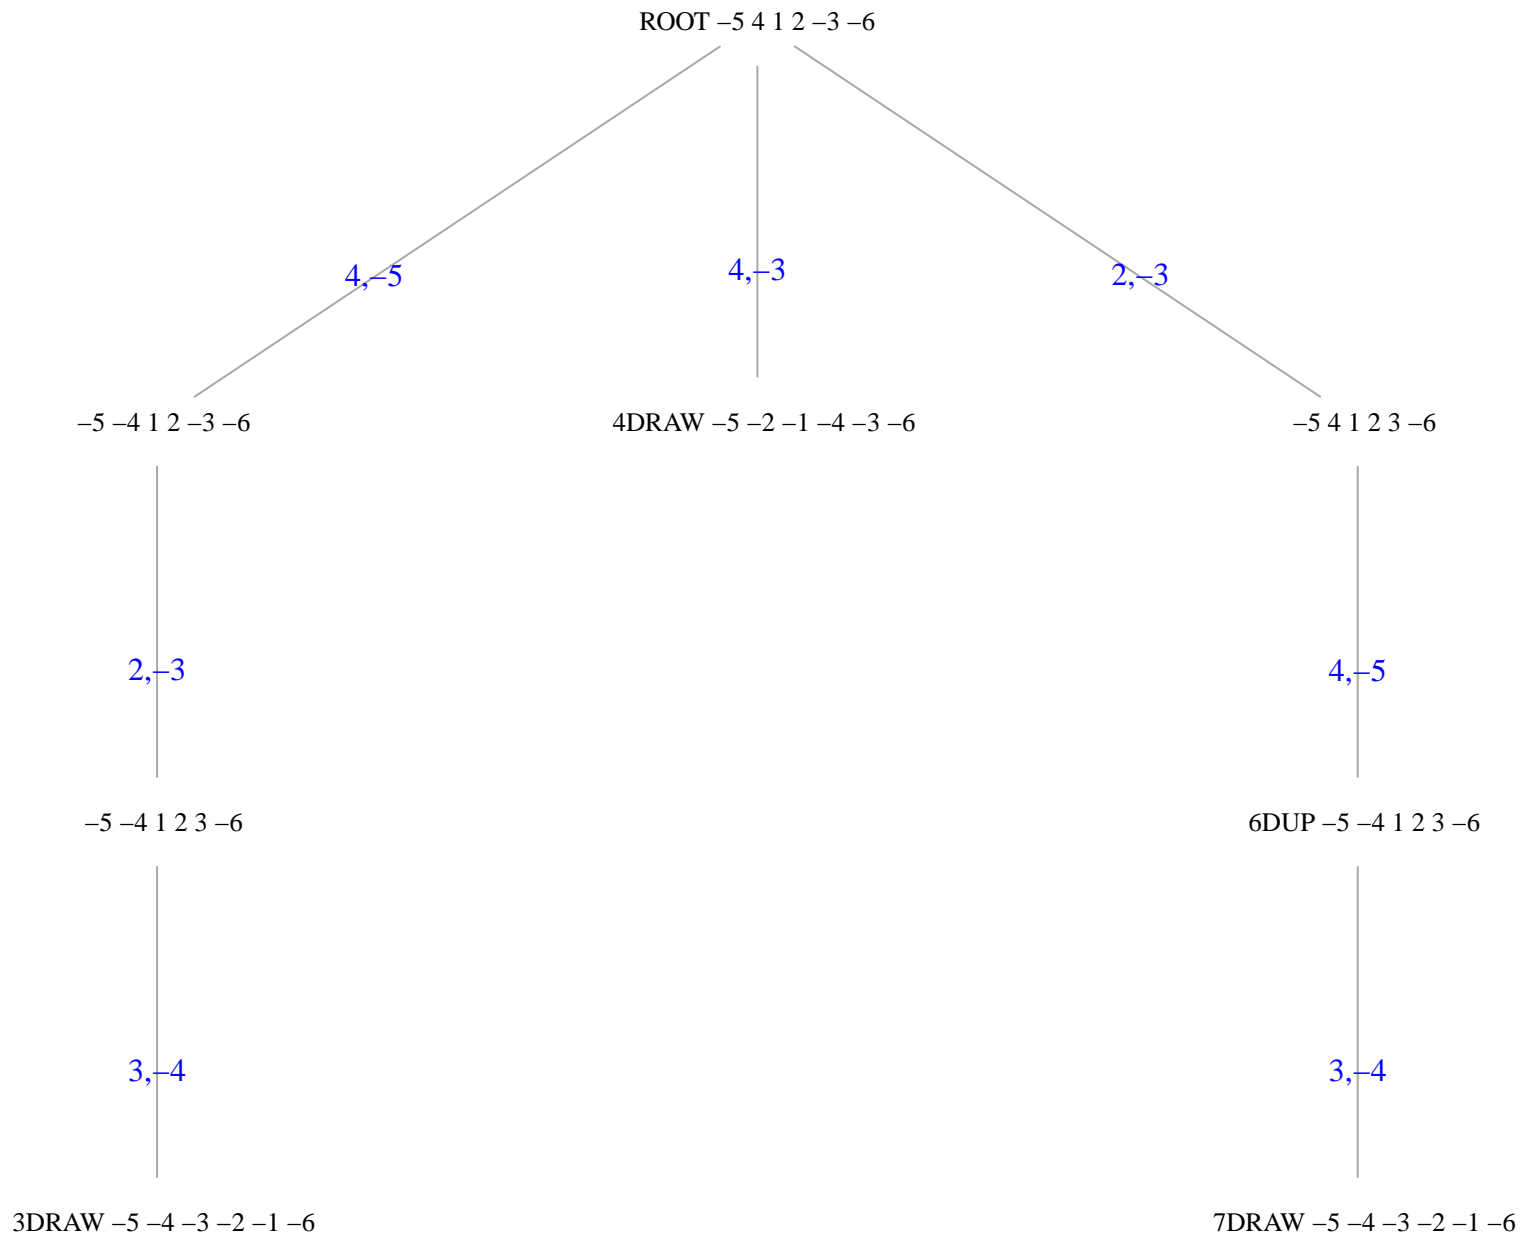 ROOT –5 4 1 2 –3 –6
4,–5
4,–3
2,–3
–5 –4 1 2 –3 –6
4DRAW –5 –2 –1 –4 –3 –6
–5 4 1 2 3 –6
2,–3
4,–5
–5 –4 1 2 3 –6
6DUP –5 –4 1 2 3 –6
3,–4
3,–4
3DRAW –5 –4 –3 –2 –1 –6
7DRAW –5 –4 –3 –2 –1 –6